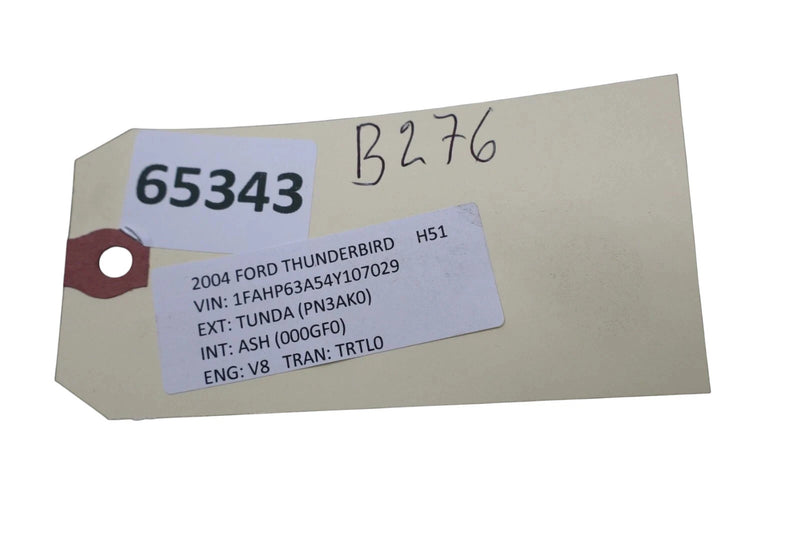 B276
65343
2004 FORD THUNDERBIRD H51
VIN: 1FAHP63A54Y107029
EXT: TUNDA (PN3AK0)
INT: ASH (000GF0)
ENG: V8 TRAN: TRTL0